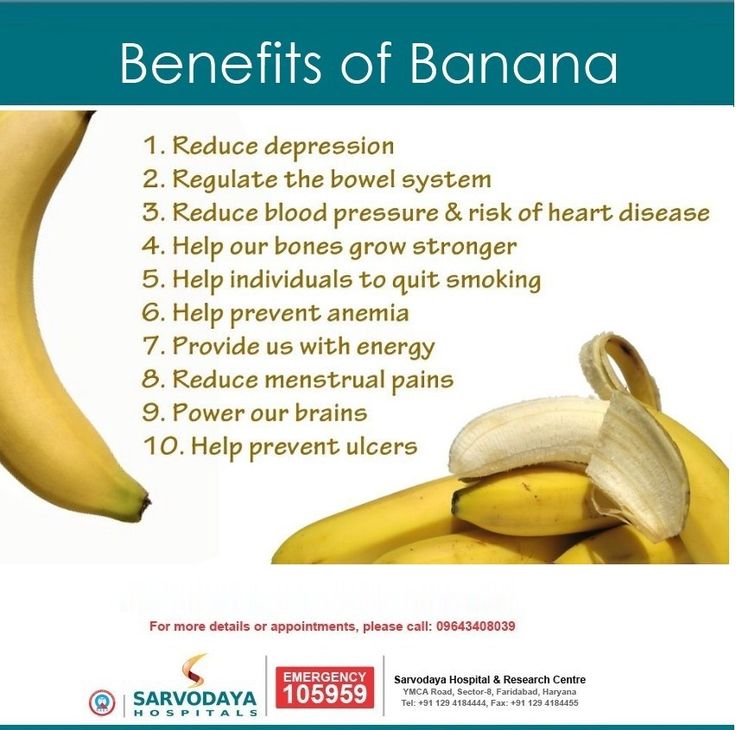 Benefits of Banana
1. Reduce depression
2. Regulate the bowel system
3. Reduce blood pressure & risk of heart disease
4. Help our bones grow stronger
5. Help individuals to quit smoking
6. Help prevent anemia
7. Provide us with energy
8. Reduce menstrual pains
9. Power our brains
10. Help prevent ulcers
For more details or appointments, please call: 09643408039
SARVODAYA
HOSPITALS
EMERGENCY
105959
Sarvodaya Hospital & Research Centre
YMCA Road, Sector-8, Faridabad, Haryana
Tel: +91 129 4184444, Fax: +91 129 4184455